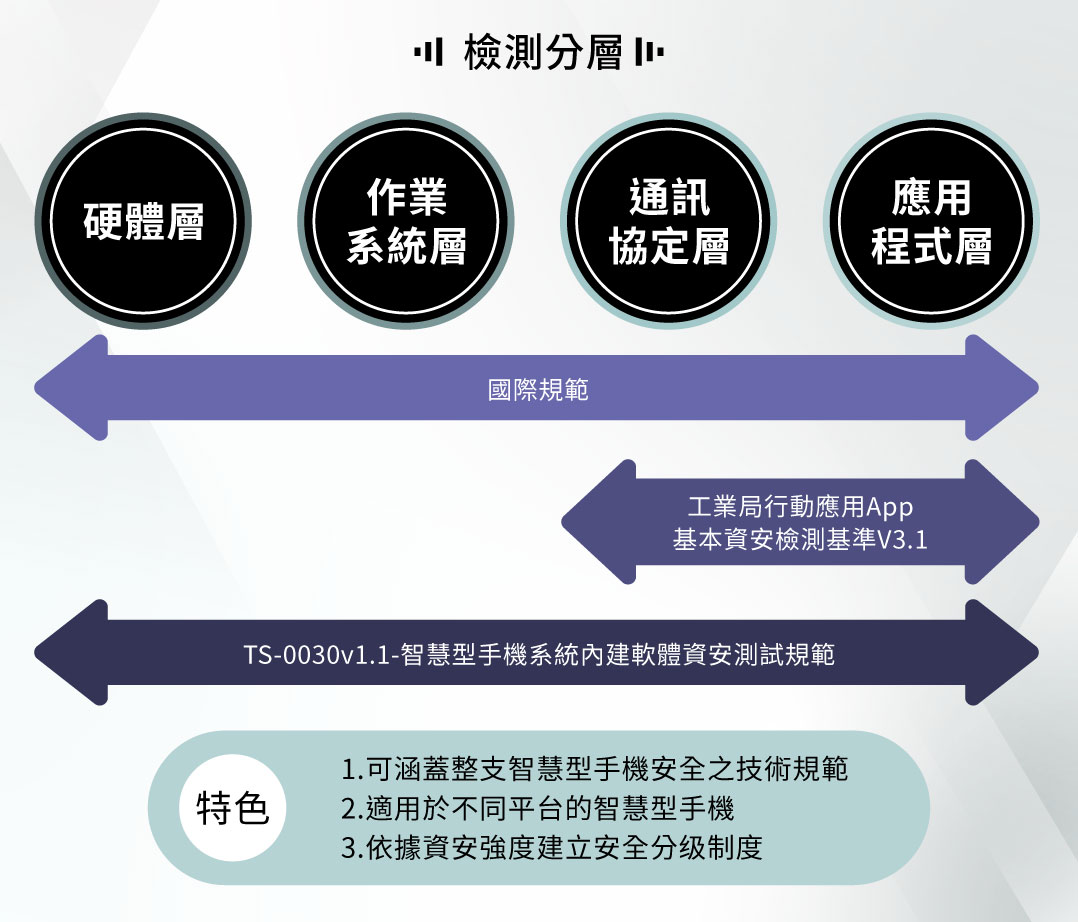 檢測分層
硬體層
作業
系統層
通訊
協定層
應用
程式層
國際規範
工業局行動應用App
基本資安檢測基準V3.1
TS-0030v1.1-智慧型手機系統內建軟體資安測試規範
特色
1.可涵蓋整支智慧型手機安全之技術規範
2.適用於不同平台的智慧型手機
3.依據資安強度建立安全分级制度